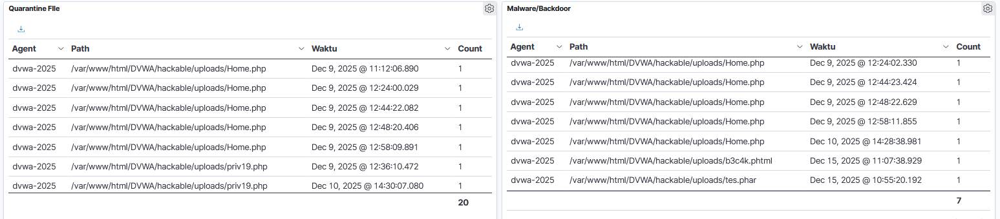 Quarantine FIle
Agent Path Waktu Count
dvwa-2025 /var/www/html/DVWA/hackable/uploads/Home.php Dec 9, 2025 @ 11:12:06.890 1
dvwa-2025 /var/www/html/DVWA/hackable/uploads/Home.php Dec 9, 2025 @ 12:24:00.029 1
dvwa-2025 /var/www/html/DVWA/hackable/uploads/Home.php Dec 9, 2025 @ 12:44:22.082 1
dvwa-2025 /var/www/html/DVWA/hackable/uploads/Home.php Dec 9, 2025 @ 12:48:20.406 1
dvwa-2025 /var/www/html/DVWA/hackable/uploads/Home.php Dec 9, 2025 @ 12:58:09.891 1
dvwa-2025 /var/www/html/DVWA/hackable/uploads/priv19.php Dec 9, 2025 @ 12:36:10.472 1
dvwa-2025 /var/www/html/DVWA/hackable/uploads/priv19.php Dec 10, 2025 @ 14:30:07.080 1
20
Malware/Backdoor
Agent Path Waktu Count
dvwa-2025 /var/www/html/DVWA/hackable/uploads/Home.php Dec 9, 2025 @ 12:24:02.330 1
dvwa-2025 /var/www/html/DVWA/hackable/uploads/Home.php Dec 9, 2025 @ 12:44:23.424 1
dvwa-2025 /var/www/html/DVWA/hackable/uploads/Home.php Dec 9, 2025 @ 12:48:22.629 1
dvwa-2025 /var/www/html/DVWA/hackable/uploads/Home.php Dec 9, 2025 @ 12:58:11.855 1
dvwa-2025 /var/www/html/DVWA/hackable/uploads/Home.php Dec 10, 2025 @ 14:28:38.981 1
dvwa-2025 /var/www/html/DVWA/hackable/uploads/b3c4k.phtml Dec 15, 2025 @ 11:07:38.929 1
dvwa-2025 /var/www/html/DVWA/hackable/uploads/tes.phar Dec 15, 2025 @ 10:55:20.192 1
7